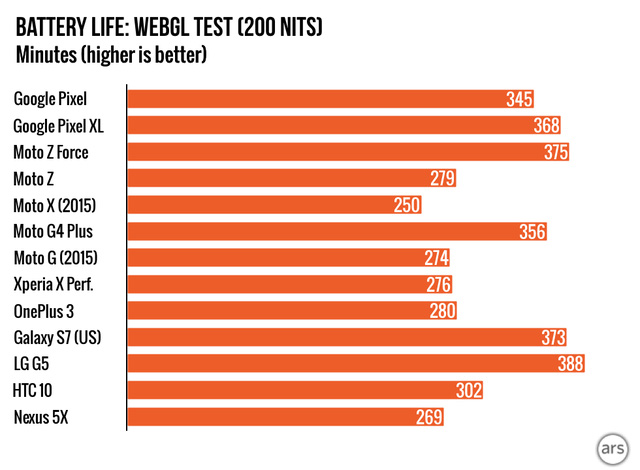 BATTERY LIFE: WEBGL TEST (200 NITS)
Minutes (higher is better)
Google Pixel 345
Google Pixel XL 368
Moto Z Force 375
Moto Z 279
Moto X (2015) 250
Moto G4 Plus 356
Moto G (2015) 274
Xperia X Perf. 276
OnePlus 3 280
Galaxy S7 (US) 373
LG G5 388
HTC 10 302
Nexus 5X 269
ars